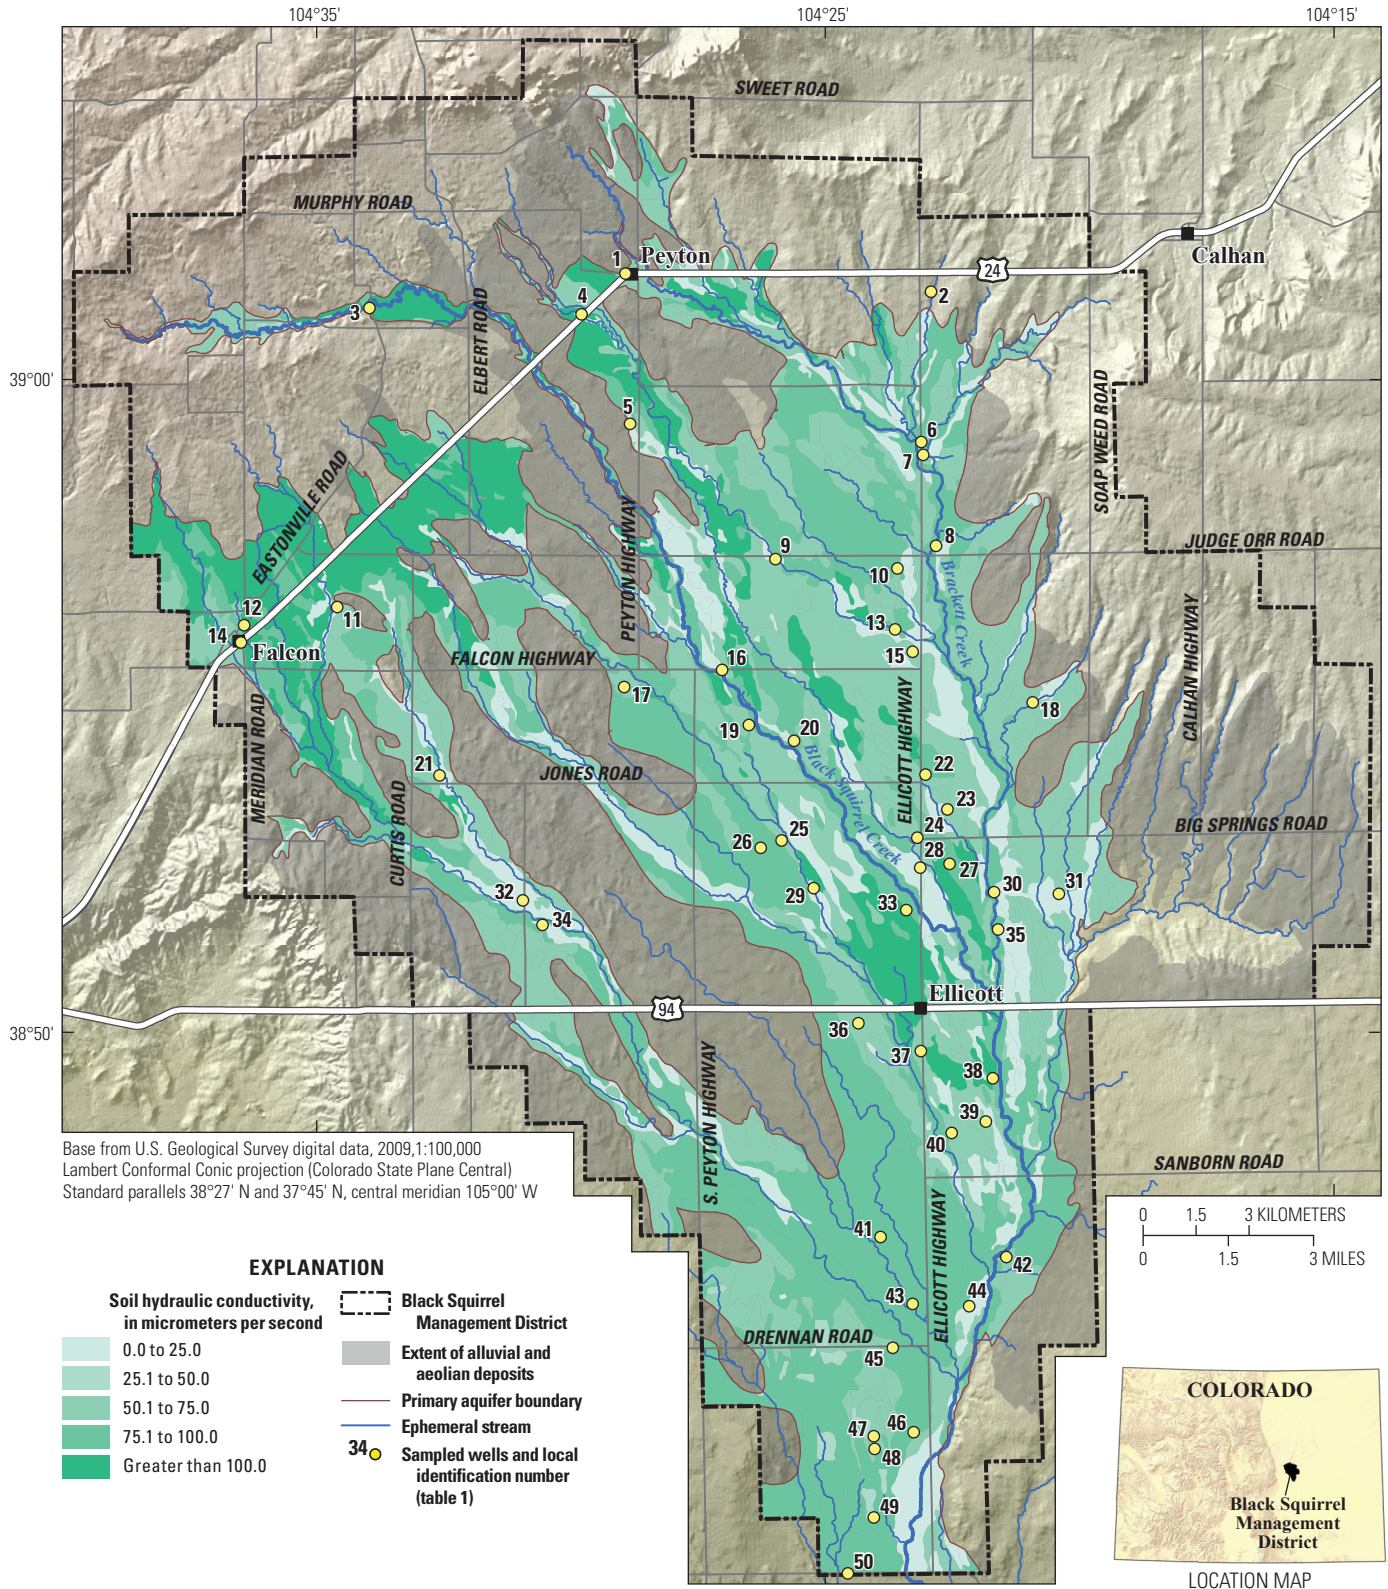 104°35'
104°25'
104°15'
SWEET ROAD
MURPHY ROAD
1
Peyton
24
Calhan
2
3
4
ELBERT ROAD
39°00'
5
6
7
SOAP WEED ROAD
EASTONVILLE ROAD
PEYTON HIGHWAY
8
JUDGE ORR ROAD
9
10
Brackett Creek
11
12
13
14
Falcon
15
FALCON HIGHWAY
16
17
18
CALHAN HIGHWAY
MERIDIAN ROAD
19
20
Black Squirrel Creek
ELLICOTT HIGHWAY
21
JONES ROAD
22
23
CURTIS ROAD
24
BIG SPRINGS ROAD
25
26
28
27
29
30
31
32
33
34
35
Ellicott
94
38°50'
36
37
38
S. PEYTON HIGHWAY
39
40
SANBORN ROAD
Base from U.S. Geological Survey digital data, 2009,1:100,000
Lambert Conformal Conic projection (Colorado State Plane Central)
Standard parallels 38°27' N and 37°45' N, central meridian 105°00' W
0 1.5 3 KILOMETERS
0 1.5 3 MILES
41
ELLICOTT HIGHWAY
42
43
44
DRENNAN ROAD
45
46
47
48
49
50
EXPLANATION
Soil hydraulic conductivity,
in micrometers per second
0.0 to 25.0
25.1 to 50.0
50.1 to 75.0
75.1 to 100.0
Greater than 100.0
Black Squirrel
Management District
Extent of alluvial and
aeolian deposits
Primary aquifer boundary
Ephemeral stream
34
Sampled wells and local
identification number
(table 1)
COLORADO
Black Squirrel
Management
District
LOCATION MAP